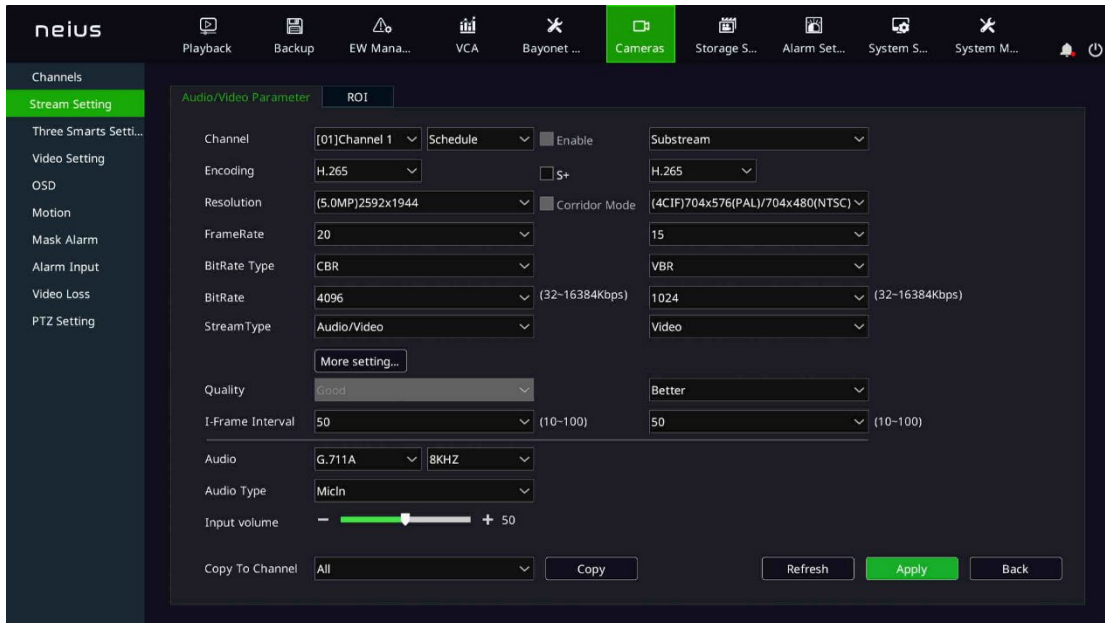 neius
Playback Backup EW Mana... VCA Bayonet ... Cameras Storage S... Alarm Set... System S... System M...
Channels
Stream Setting
Three Smarts Setti...
Video Setting
OSD
Motion
Mask Alarm
Alarm Input
Video Loss
PTZ Setting
Audio/Video Parameter ROI
Channel [01]Channel 1 Schedule Enable Substream
Encoding H.265 S+ H.265
Resolution (5.0MP)2592x1944 Corridor Mode (4CIF)704x576(PAL)/704x480(NTSC)
FrameRate 20 15
BitRate Type CBR VBR
BitRate 4096 (32~16384Kbps) 1024 (32~16384Kbps)
StreamType Audio/Video Video
More setting...
Quality Good Better
I-Frame Interval 50 (10~100) 50 (10~100)
Audio G.711A 8KHZ
Audio Type MicIn
Input volume 50
Copy To Channel All Copy Refresh Apply Back